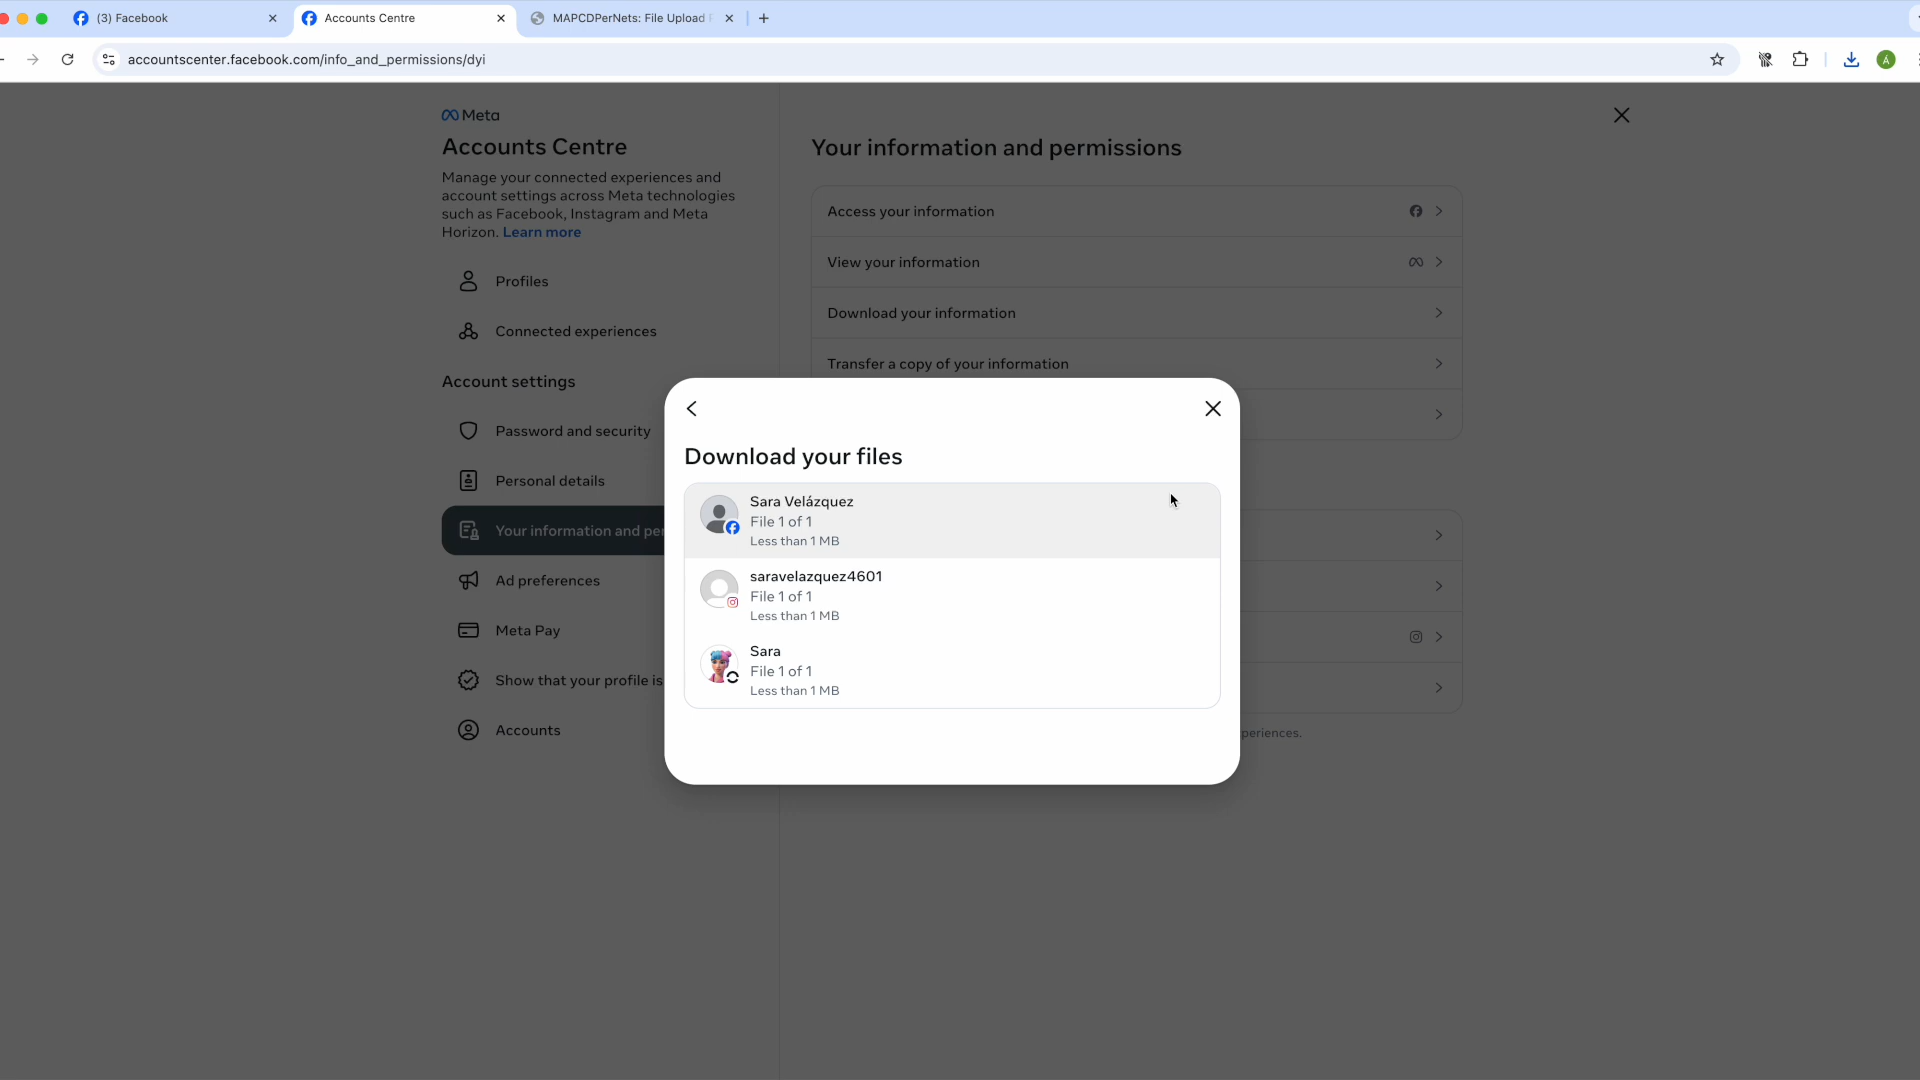 (3) Facebook
Accounts Centre
MAPCDPerNets: File Upload
accountscenter.facebook.com/info_and_permissions/dyi
Á
Meta
Accounts Centre
Manage your connected experiences and
account settings across Meta technologies
such as Facebook, Instagram and Meta
Horizon. Learn more
Profiles
Connected experiences
Account settings
Password and security
Personal details
Your information and per
Ad preferences
Meta Pay
Show that your profile is
Accounts
Your information and permissions
Access your information
View your information
Download your information
Transfer a copy of your information
Download your files
Sara Velázquez
File 1 of 1
Less than 1 MB
saravelazquez4601
File 1 of 1
Less than 1 MB
Sara
File 1 of 1
Less than 1 MB
periences.